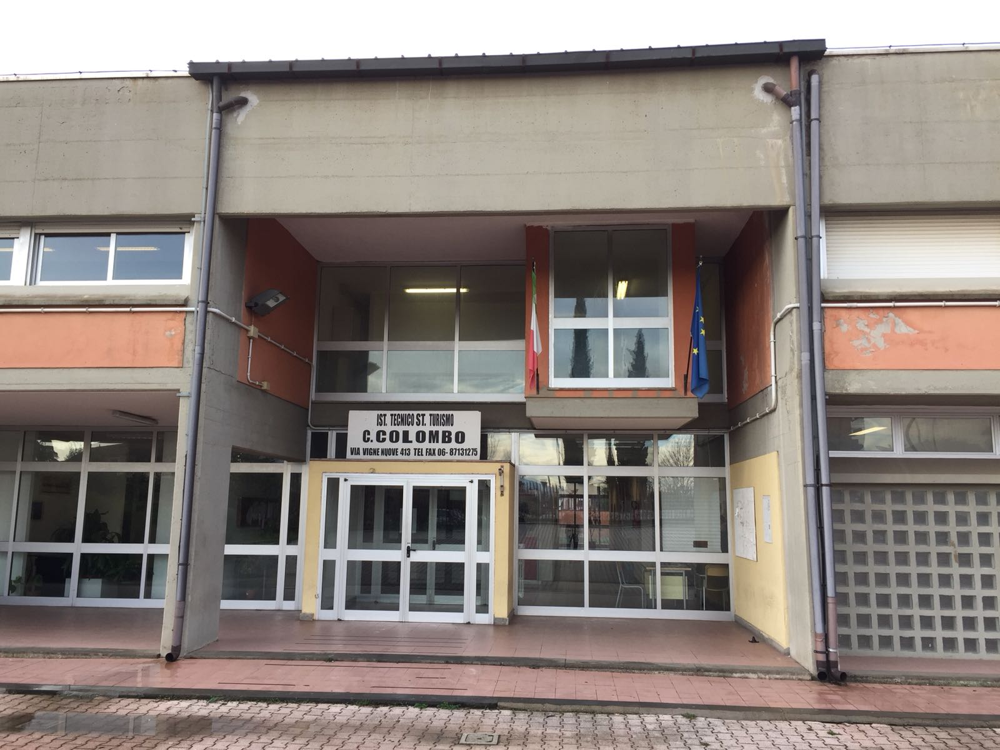 IST. TECNICO ST. TURISMO
C.COLOMBO
VIA VIGNE NUOVE 413 TEL FAX 06- 87131275